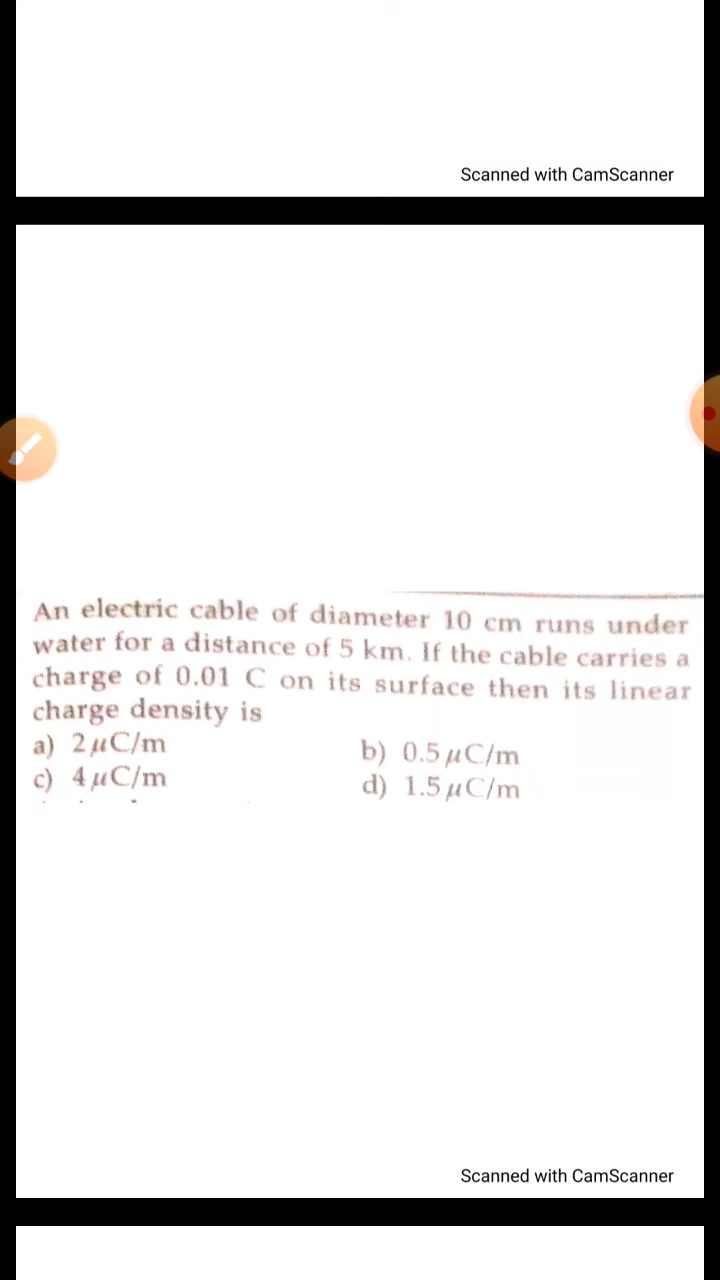 Scanned with CamScanner
An electric cable of diameter 10 cm runs under
water for a distance of 5 km. If the cable carries a
charge of 0.01 C on its surface then its linear
charge density is
a) 2 μC/m b) 0.5 μC/m
c) 4 μC/m d) 1.5 μC/m
Scanned with CamScanner